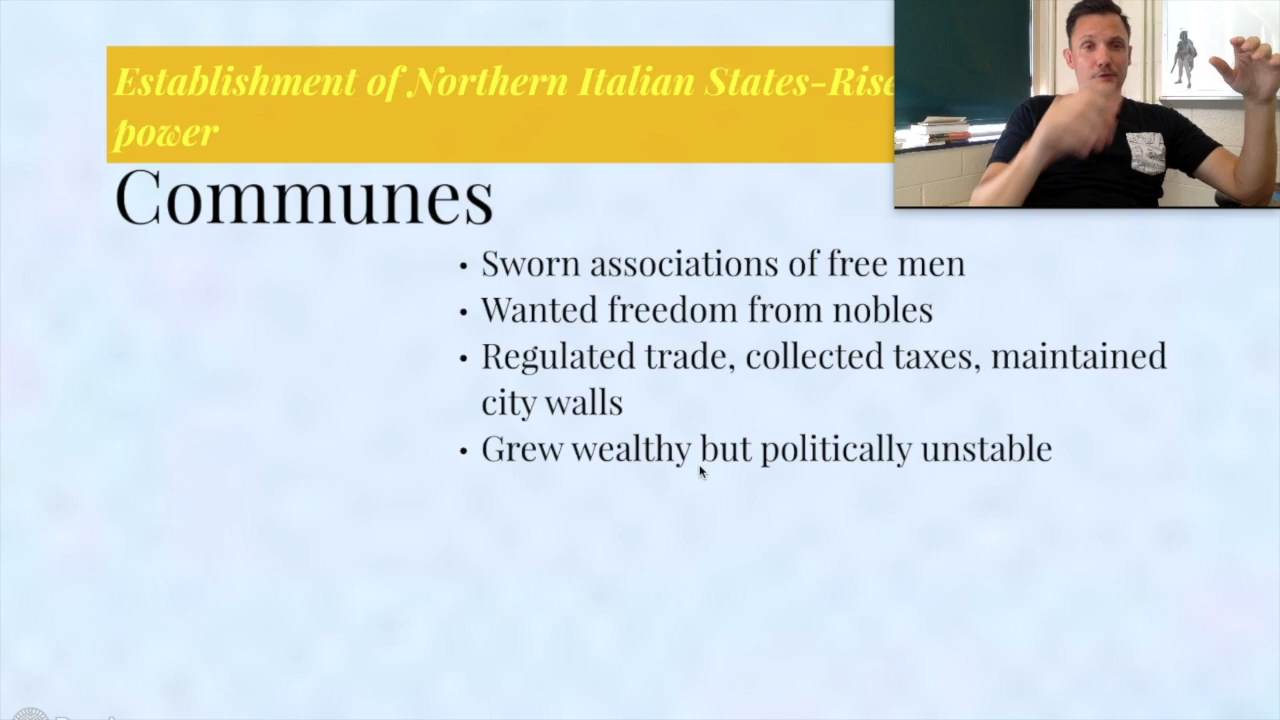 Establishment of Northern Italian States-Rise
power
Communes
• Sworn associations of free men
• Wanted freedom from nobles
• Regulated trade, collected taxes, maintained
city walls
• Grew wealthy but politically unstable